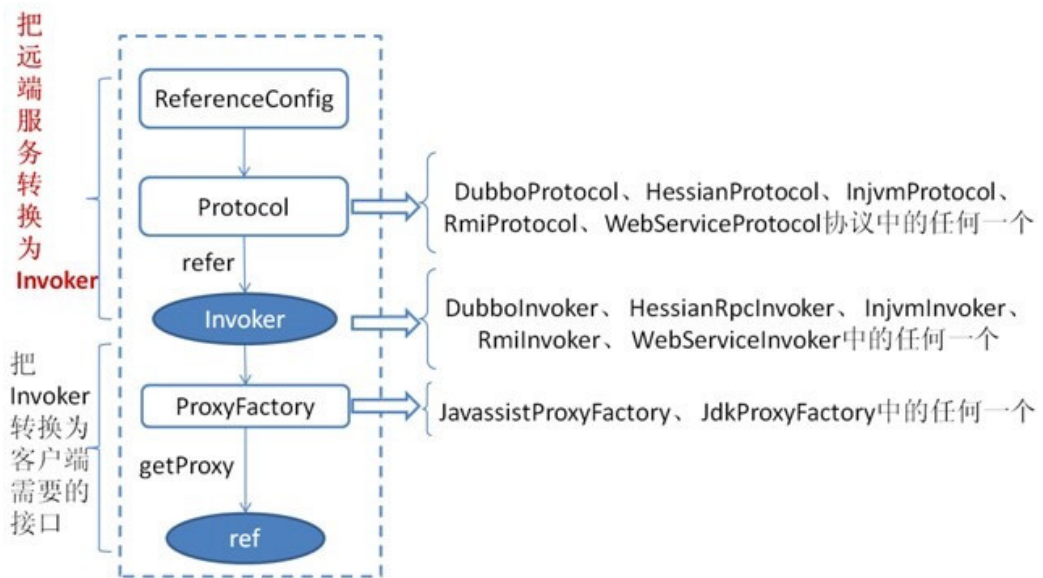 把
远
端
服
务
转
换
为
Invoker
ReferenceConfig
Protocol
DubboProtocol、HessianProtocol、InjvmProtocol、
RmiProtocol、WebServiceProtocol协议中的任何一个
refer
Invoker
DubboInvoker、 HessianRpcInvoker、 InjvmInvoker、
RmiInvoker、 WebServiceInvoker中的任何一个
把
Invoker
转换为
客户端
需要的
接口
ProxyFactory
JavassistProxyFactory、 JdkProxyFactory中的任何一个
getProxy
ref